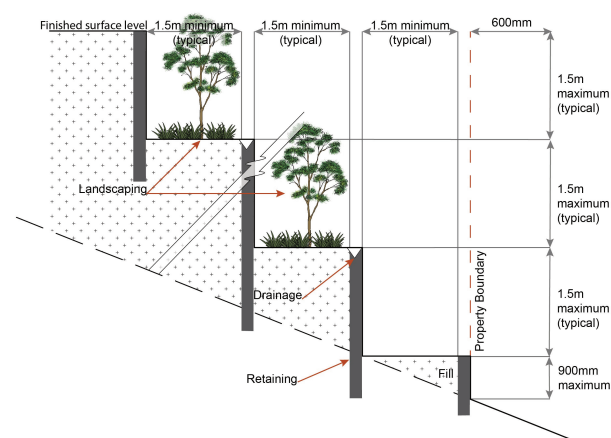 Finished surface level
1.5m minimum
(typical)
1.5m minimum
(typical)
1.5m minimum
(typical)
600mm
1.5m
maximum
(typical)
Landscaping
1.5m
maximum
(typical)
Drainage
Property Boundary
1.5m
maximum
(typical)
Retaining
Fill
900mm
maximum